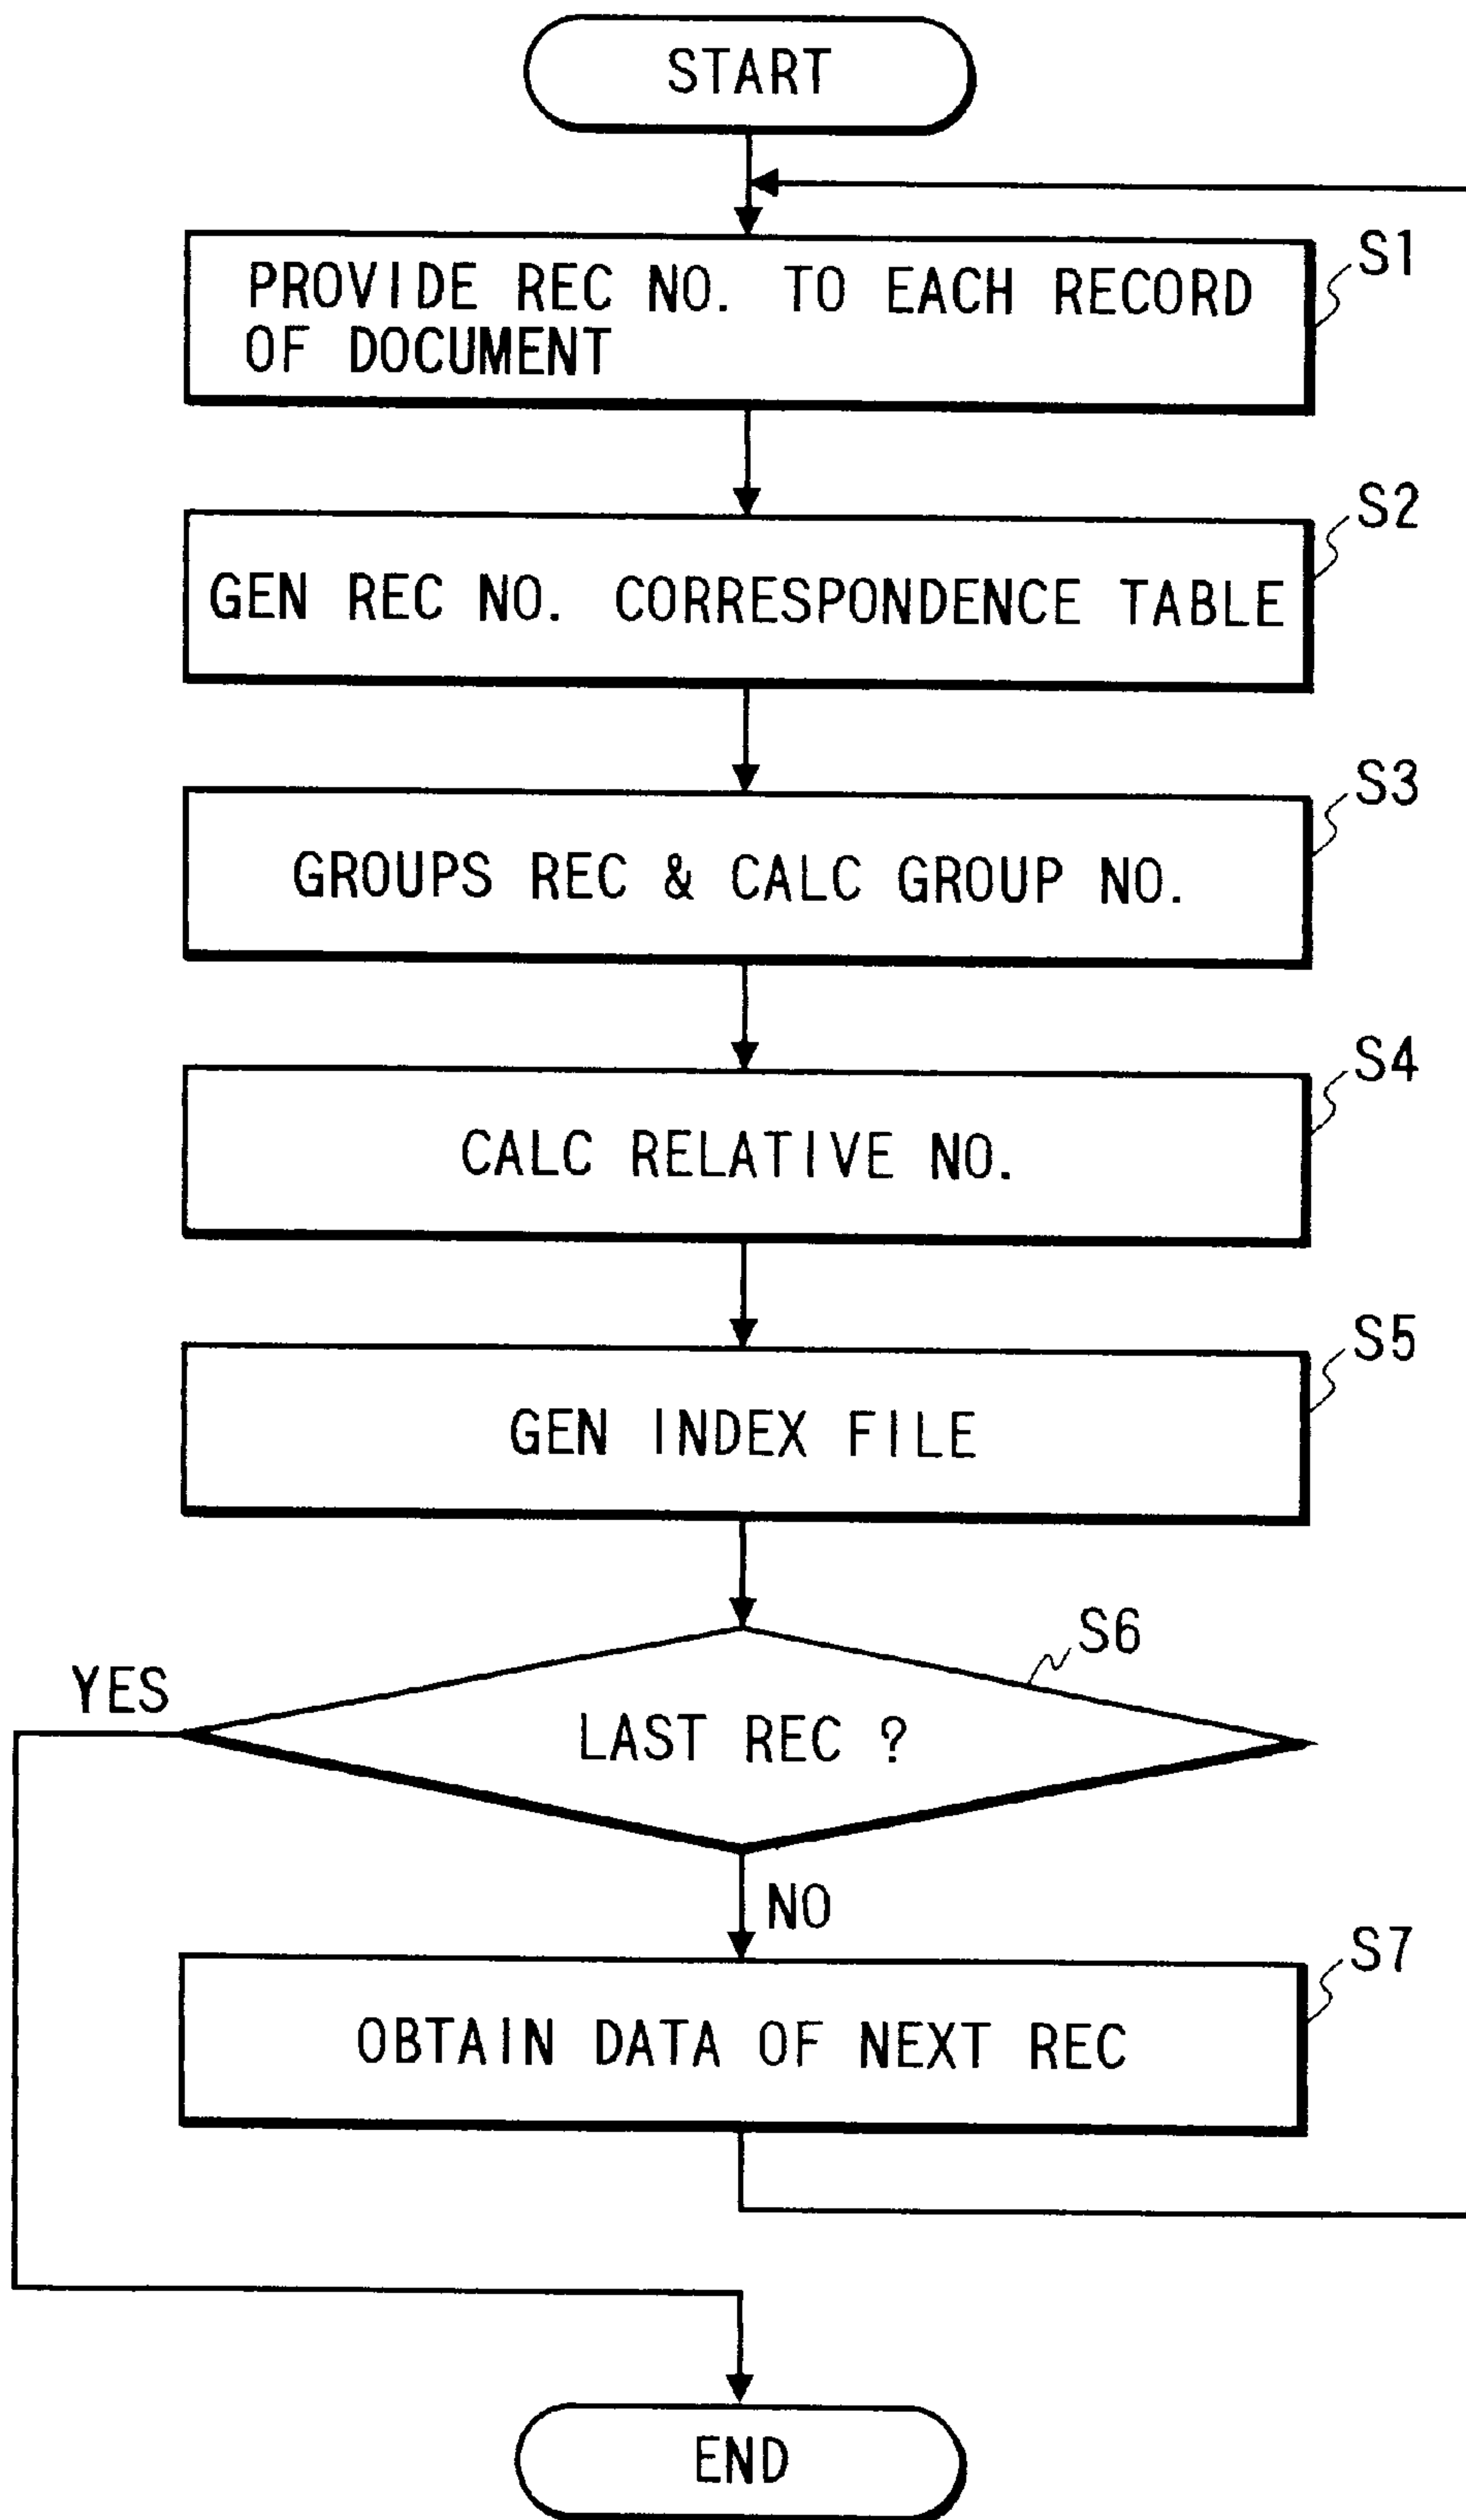 START
S1
PROVIDE REC NO. TO EACH RECORD
OF DOCUMENT
S2
GEN REC NO. CORRESPONDENCE TABLE
S3
GROUPS REC & CALC GROUP NO.
S4
CALC RELATIVE NO.
S5
GEN INDEX FILE
S6
YES
LAST REC ?
NO
S7
OBTAIN DATA OF NEXT REC
END